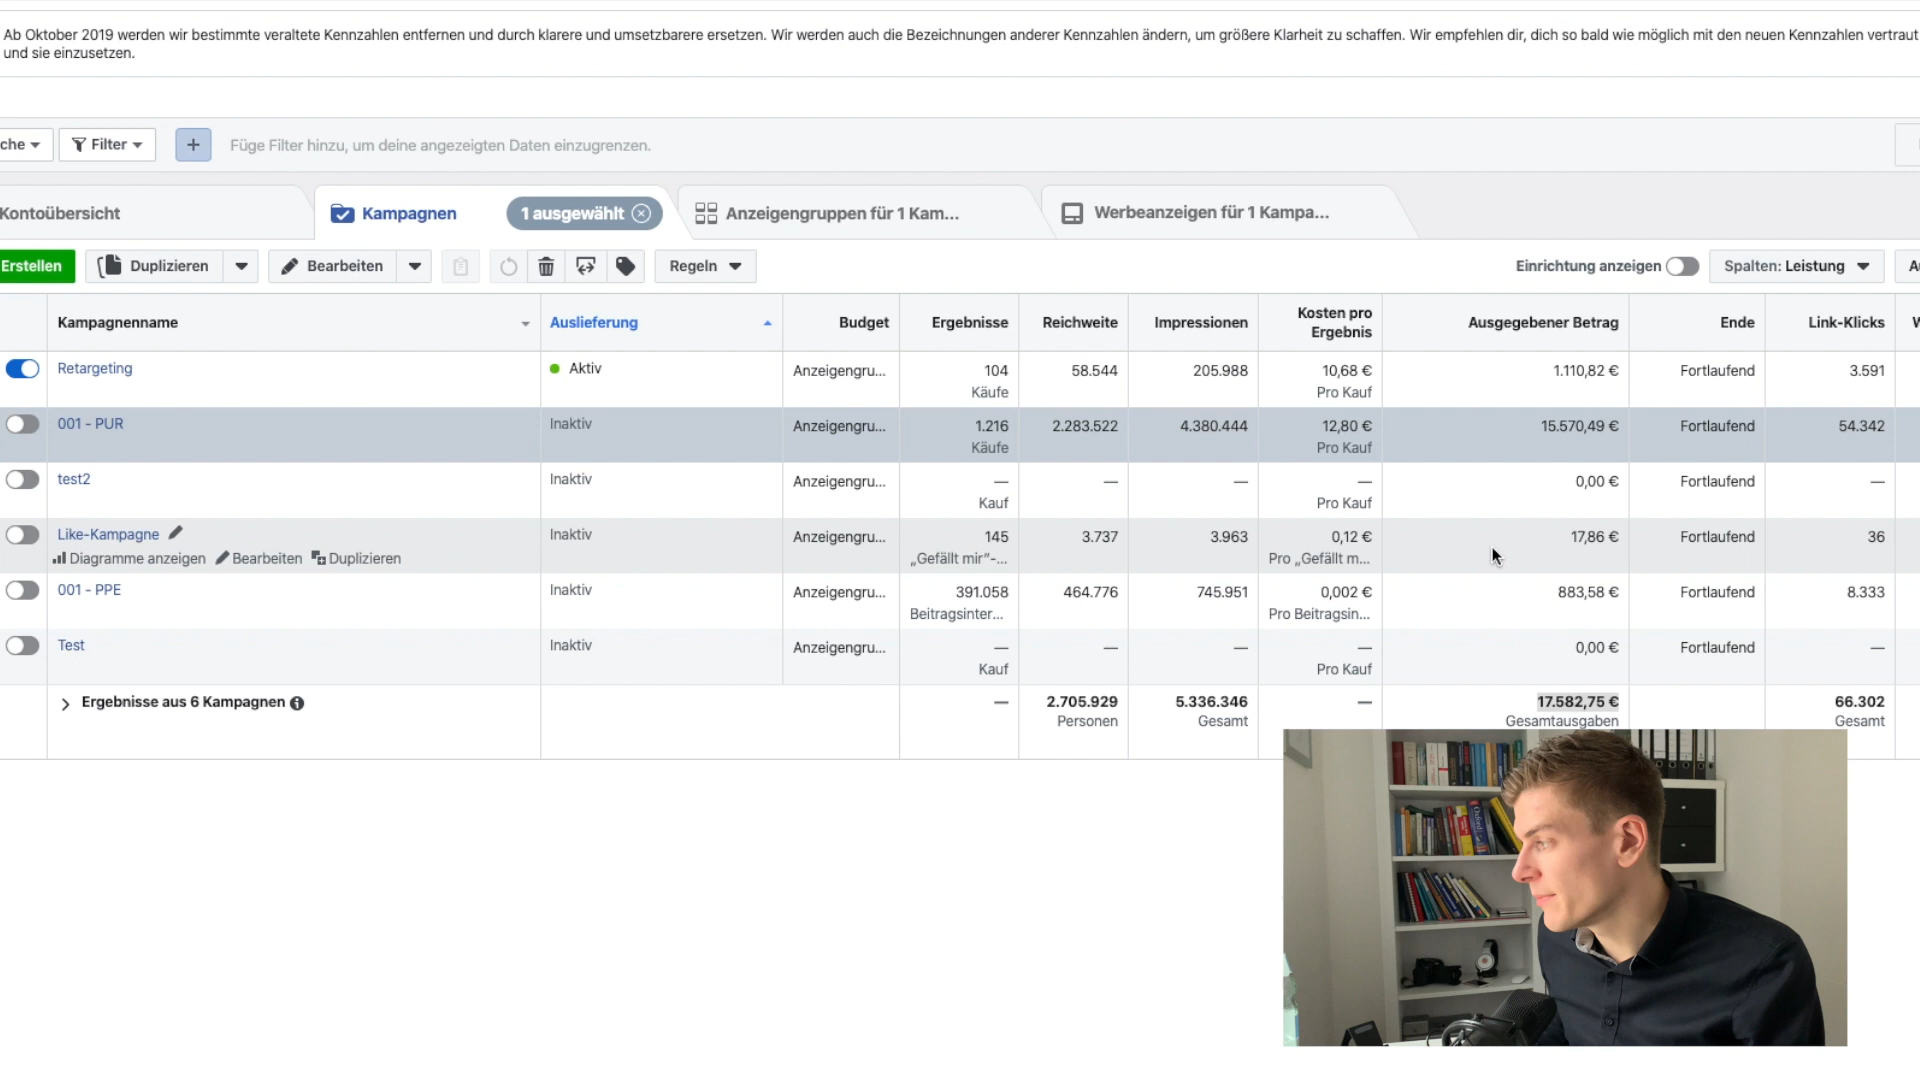 Ab Oktober 2019 werden wir bestimmte veraltete Kennzahlen entfernen und durch klarere und umsetzbarere ersetzen. Wir werden auch die Bezeichnungen anderer Kennzahlen ändern, um größere Klarheit zu schaffen. Wir empfehlen dir, dich so bald wie möglich mit den neuen Kennzahlen vertraut
und sie einzusetzen.
che Filter + Füge Filter hinzu, um deine angezeigten Daten einzugrenzen.
Kontoübersicht Kampagnen 1 ausgewählt Anzeigengruppen für 1 Kam... Werbeanzeigen für 1 Kampa...
Erstellen Duplizieren Bearbeiten Regeln Einrichtung anzeigen Spalten: Leistung
Kampagnenname Auslieferung Budget Ergebnisse Reichweite Impressionen Kosten pro Ergebnis Ausgegebener Betrag Ende Link-Klicks
Retargeting Aktiv Anzeigengru... 104 58.544 205.988 10,68 € 1.110,82 € Fortlaufend 3.591
Käufe Pro Kauf
001 - PUR Inaktiv Anzeigengru... 1.216 2.283.522 4.380.444 12,80 € 15.570,49 € Fortlaufend 54.342
Käufe Pro Kauf
test2 Inaktiv Anzeigengru... — — — — 0,00 € Fortlaufend —
Kauf Pro Kauf
Like-Kampagne Inaktiv Anzeigengru... 145 3.737 3.963 0,12 € 17,86 € Fortlaufend 36
Diagramme anzeigen Bearbeiten Duplizieren „Gefällt mir"-... Pro „Gefällt m...
001 - PPE Inaktiv Anzeigengru... 391.058 464.776 745.951 0,002 € 883,58 € Fortlaufend 8.333
Beitragsinter... Pro Beitragsin...
Test Inaktiv Anzeigengru... — — — — 0,00 € Fortlaufend —
Kauf Pro Kauf
Ergebnisse aus 6 Kampagnen — 2.705.929 5.336.346 — 17.582,75 € 66.302
Personen Gesamt Gesamtausgaben Gesamt